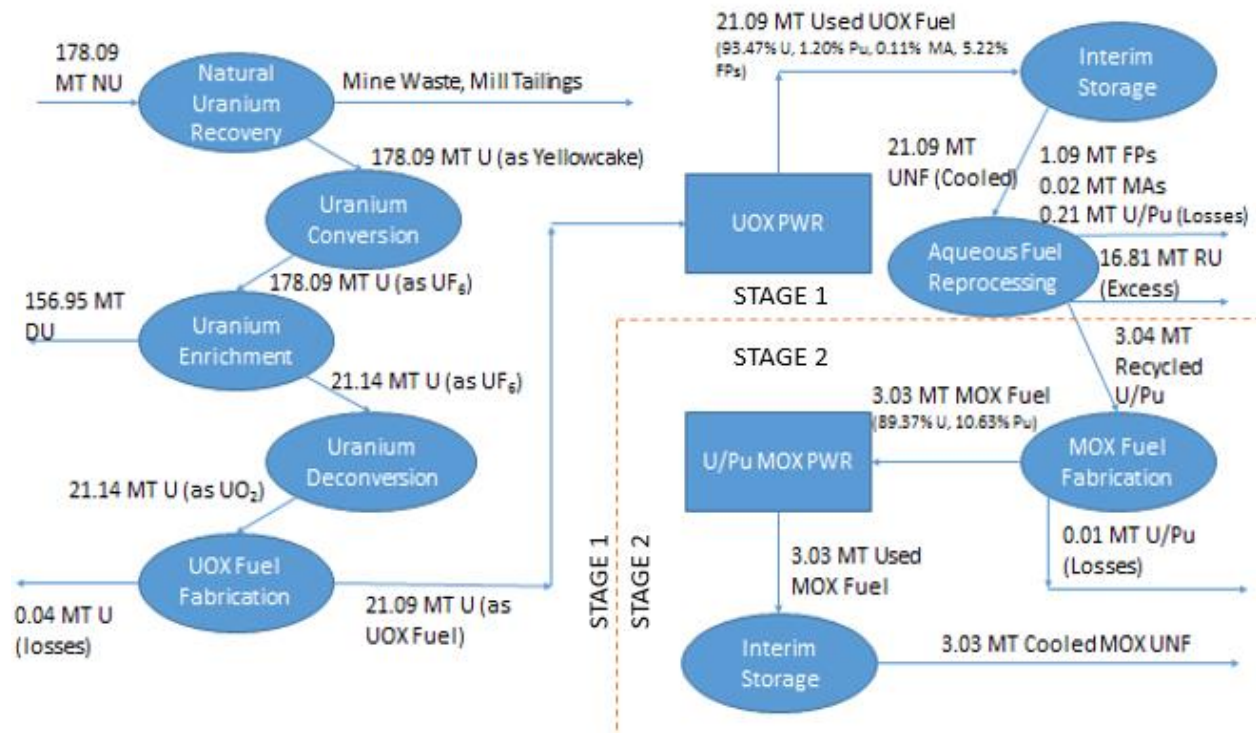 178.09
MT NU
Natural
Uranium
Recovery
Mine Waste, Mill Tailings
178.09 MT U (as Yellowcake)
Uranium
Conversion
178.09 MT U (as UF₆)
156.95 MT
DU
Uranium
Enrichment
21.14 MT U (as UF₆)
Uranium
Deconversion
21.14 MT U (as UO₂)
UOX Fuel
Fabrication
0.04 MT U
(losses)
21.09 MT U (as
UOX Fuel)
21.09 MT Used UOX Fuel
(93.47% U, 1.20% Pu, 0.11% MA, 5.22%
FPs)
Interim
Storage
UOX PWR
21.09 MT
UNF (Cooled)
1.09 MT FPs
0.02 MT MAs
0.21 MT U/Pu (Losses)
Aqueous Fuel
Reprocessing
16.81 MT RU
(Excess)
STAGE 1
STAGE 2
3.04 MT
Recycled
U/Pu
3.03 MT MOX Fuel
(89.37% U, 10.63% Pu)
U/Pu MOX PWR
MOX Fuel
Fabrication
0.01 MT U/Pu
(Losses)
STAGE 1
STAGE 2
3.03 MT Used
MOX Fuel
Interim
Storage
3.03 MT Cooled MOX UNF